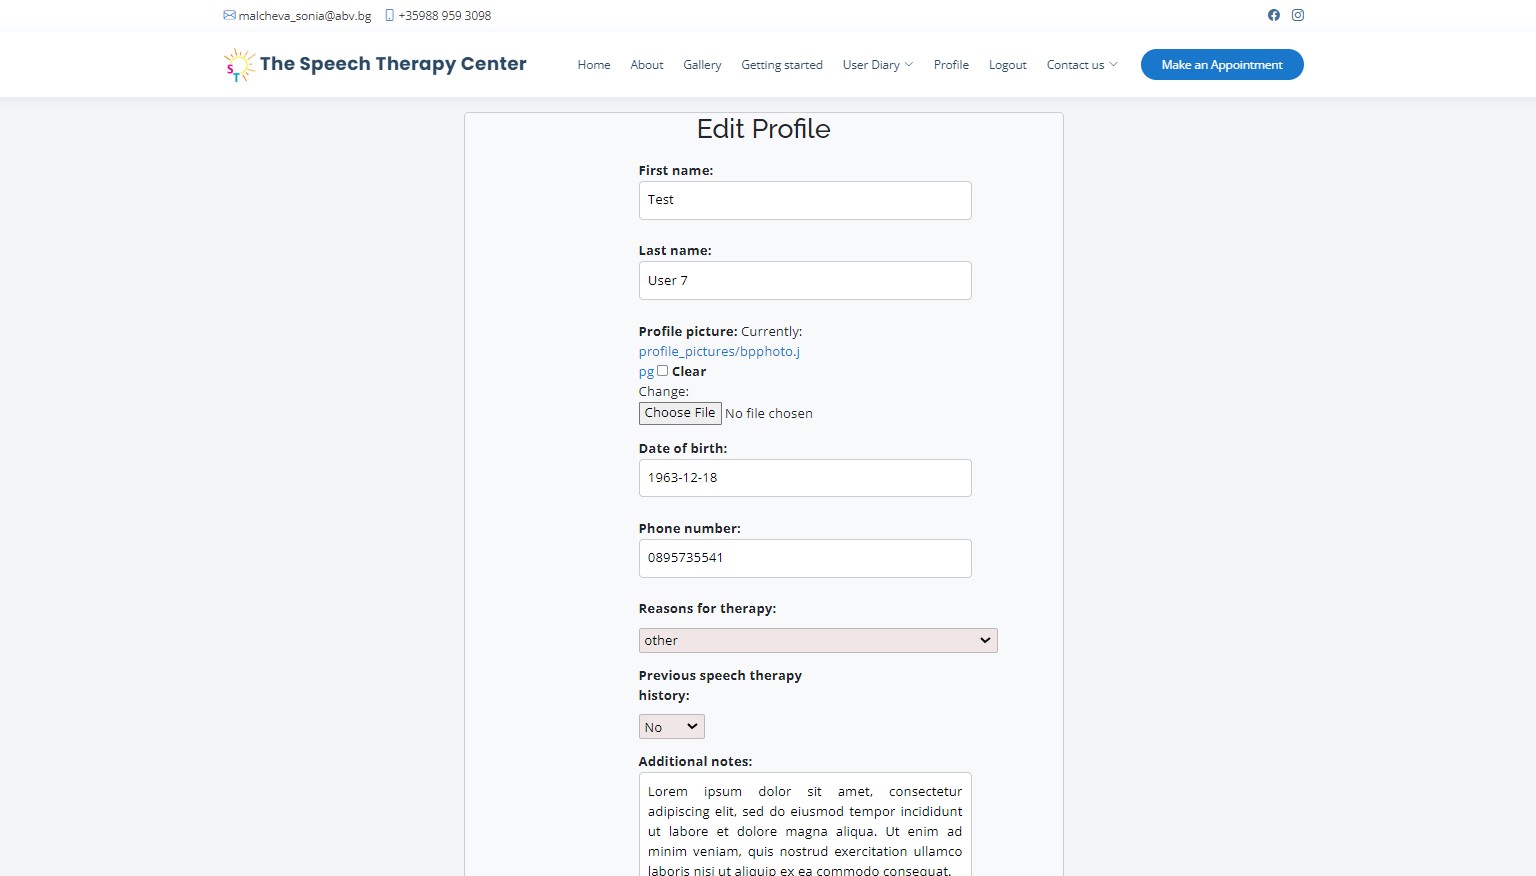 malcheva_sonia@abv.bg +35988 959 3098
S T The Speech Therapy Center Home About Gallery Getting started User Diary Profile Logout Contact us Make an Appointment
Edit Profile
First name:
Test
Last name:
User 7
Profile picture: Currently:
profile_pictures/bpphoto.j
pg Clear
Change:
Choose File No file chosen
Date of birth:
1963-12-18
Phone number:
0895735541
Reasons for therapy:
other
Previous speech therapy
history:
No
Additional notes:
Lorem ipsum dolor sit amet, consectetur
adipiscing elit, sed do eiusmod tempor incididunt
ut labore et dolore magna aliqua. Ut enim ad
minim veniam, quis nostrud exercitation ullamco
laboris nisi ut aliquip ex ea commodo consequat.